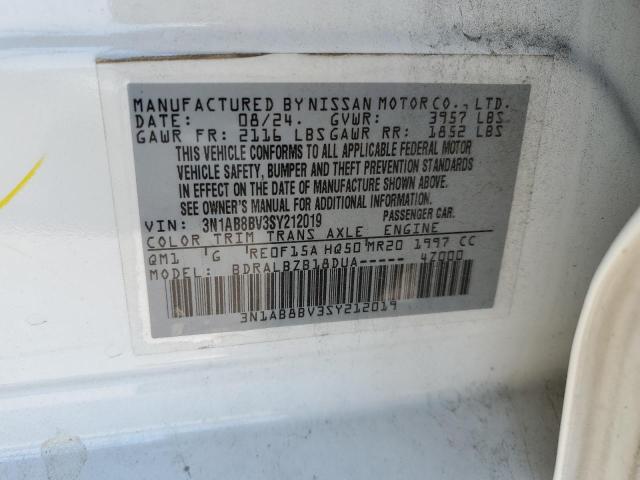 MANUFACTURED BY NISSAN MOTOR CO., LTD.
DATE: 08/24. GVWR: 3957 LBS
GAWR FR: 2116 LBS GAWR RR: 1852 LBS
THIS VEHICLE CONFORMS TO ALL APPLICABLE FEDERAL MOTOR
VEHICLE SAFETY, BUMPER AND THEFT PREVENTION STANDARDS
IN EFFECT ON THE DATE OF MANUFACTURE SHOWN ABOVE.
SEE OWNER'S MANUAL FOR ADDITIONAL INFORMATION.
VIN: 3N1AB8BV3SY212019 PASSENGER CAR.
COLOR TRIM TRANS AXLE ENGINE
QM1 G RE0F15A HQ50 MR20 1997 CC
MODEL: BDRALBZB18DUA----- 47000
3N1AB8BV3SY212019